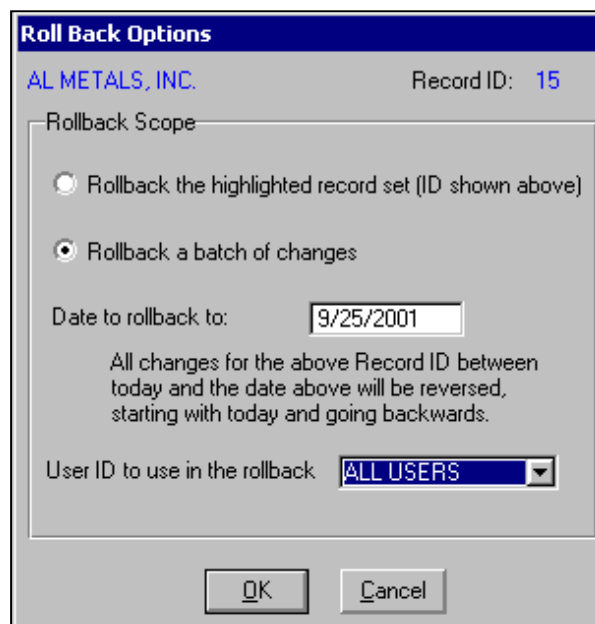 Roll Back Options
AL METALS, INC. Record ID: 15
Rollback Scope
Rollback the highlighted record set (ID shown above)
Rollback a batch of changes
Date to rollback to: 9/25/2001
All changes for the above Record ID between
today and the date above will be reversed,
starting with today and going backwards.
User ID to use in the rollback ALL USERS
OK Cancel